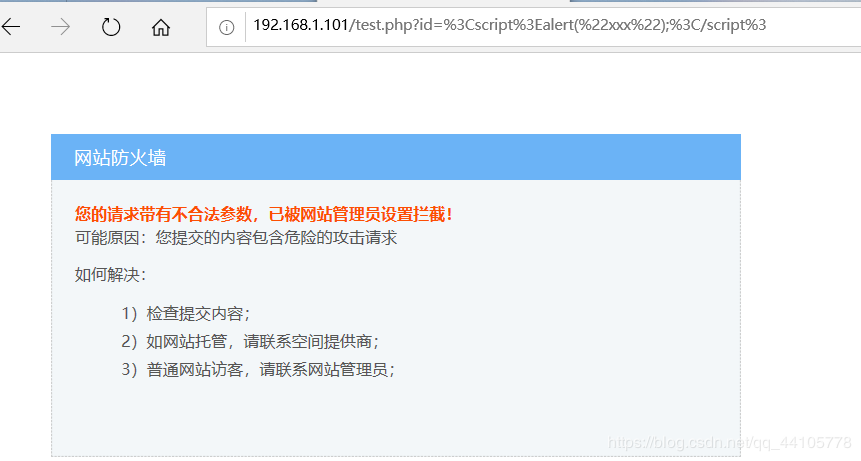 192.168.1.101/test.php?id=%3Cscript%3Ealert(%22xxx%22);%3C/script%3
网站防火墙
您的请求带有不合法参数，已被网站管理员设置拦截！
可能原因：您提交的内容包含危险的攻击请求
如何解决：
1）检查提交内容；
2）如网站托管，请联系空间提供商；
3）普通网站访客，请联系网站管理员；
https://blog.csdn.net/qq_44105778